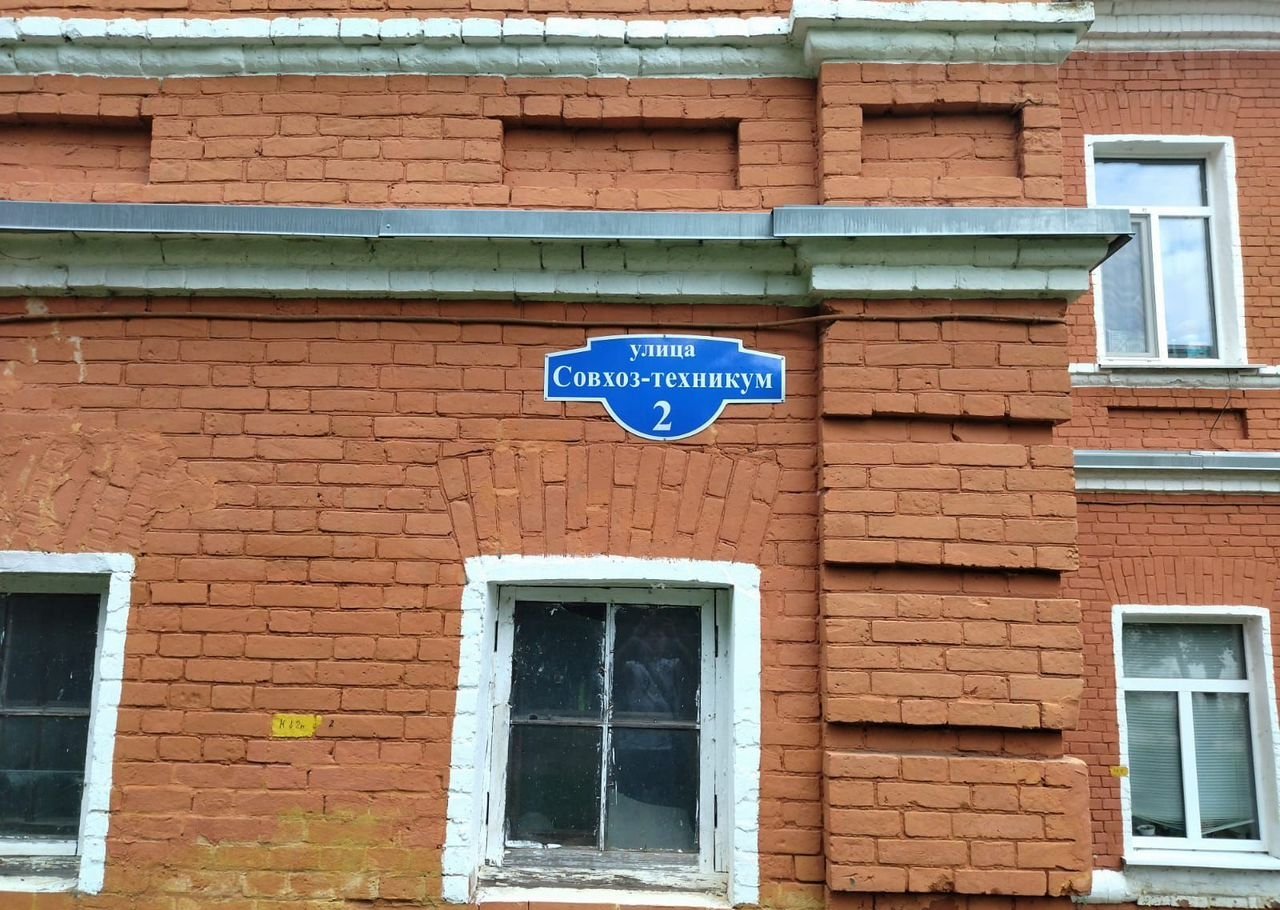 улица
Совхоз-техникум
2